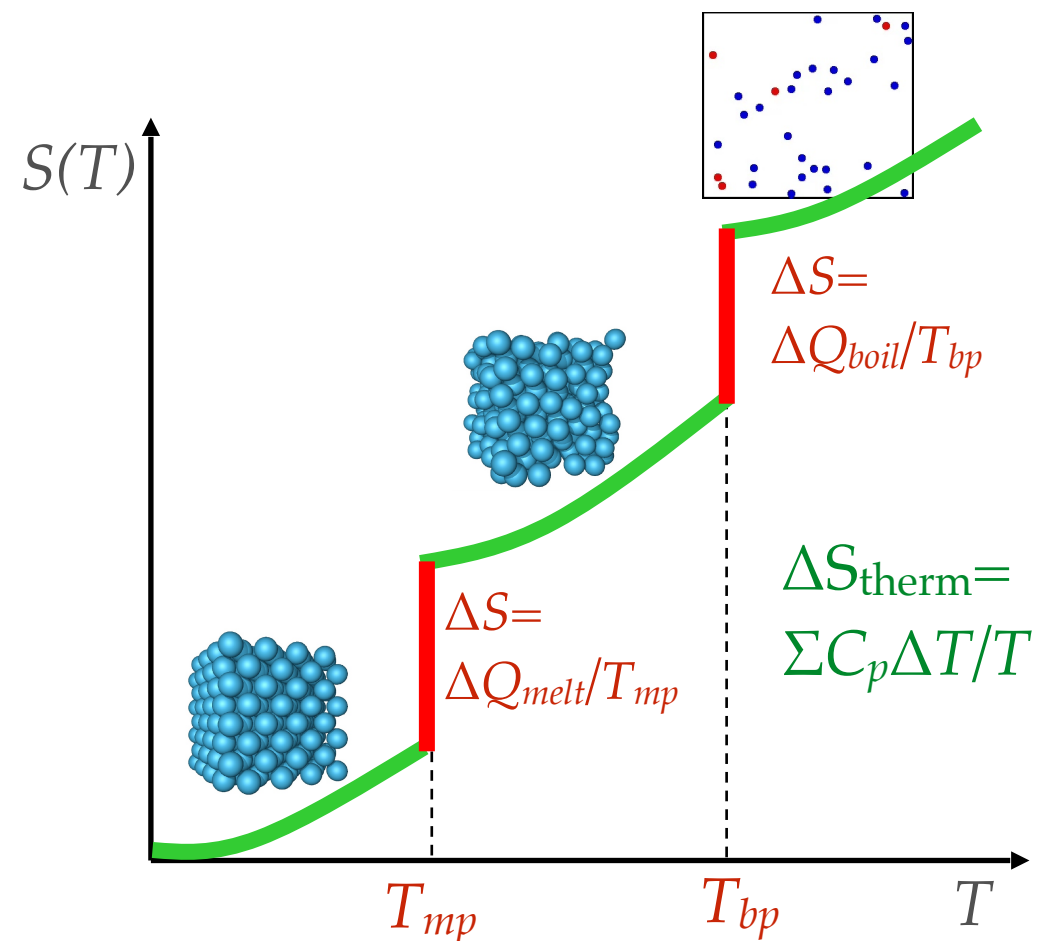 S(T)
ΔS=
ΔQboil/Tbp
ΔS=
ΔQmelt/Tmp
ΔStherm=
ΣCpΔT/T
Tmp
Tbp
T